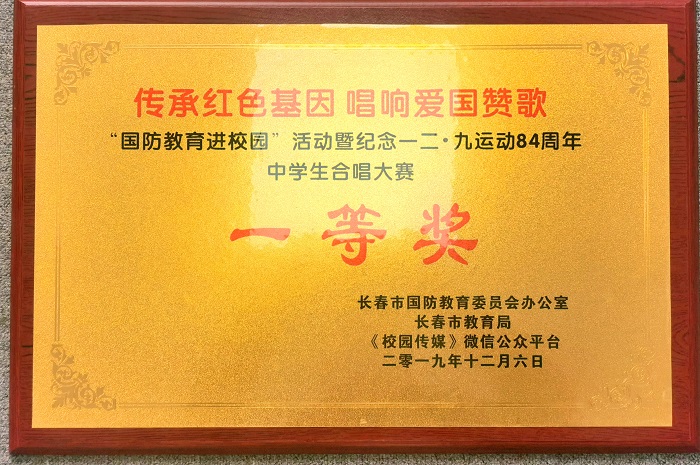 传承红色基因 唱响爱国赞歌
“国防教育进校园”活动暨纪念一二·九运动84周年
中学生合唱大赛
一等奖
长春市国防教育委员会办公室
长春市教育局
《校园传媒》微信公众平台
二零一九年十二月六日